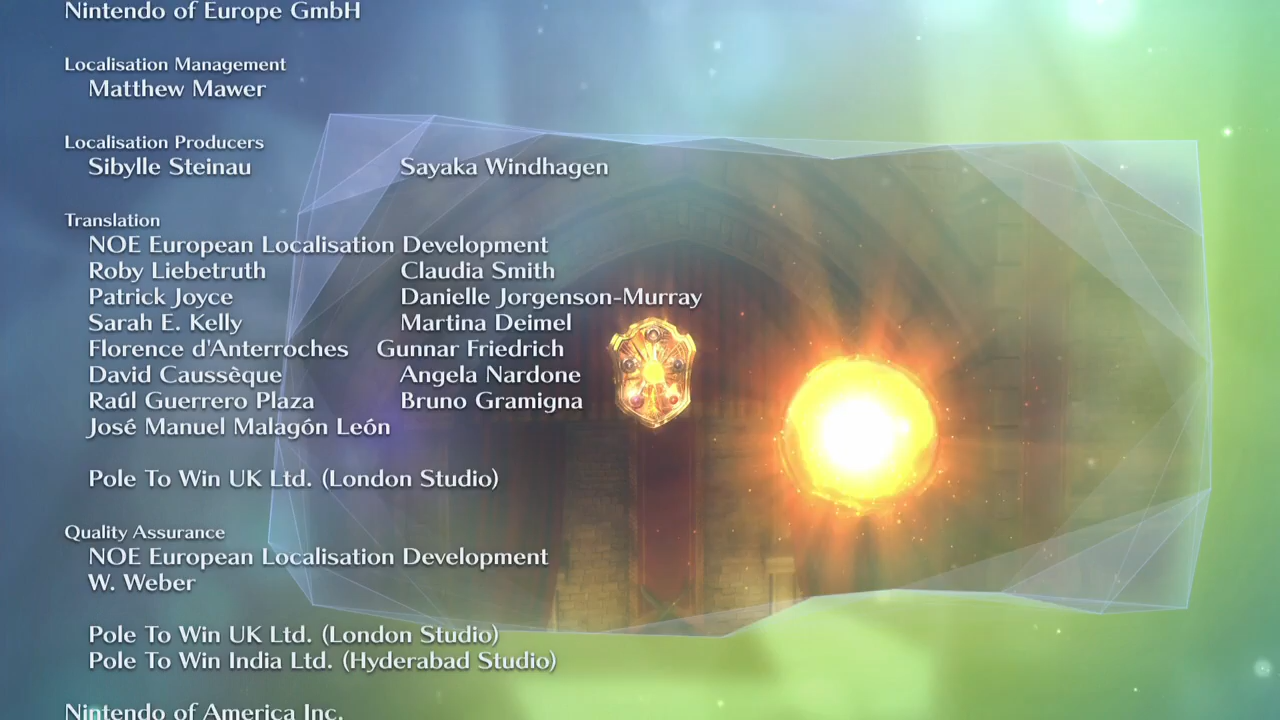 Nintendo of Europe GmbH
Localisation Management
Matthew Mawer
Localisation Producers
Sibylle Steinau Sayaka Windhagen
Translation
NOE European Localisation Development
Roby Liebetruth Claudia Smith
Patrick Joyce Danielle Jorgenson-Murray
Sarah E. Kelly Martina Deimel
Florence d'Anterroches Gunnar Friedrich
David Caussèque Angela Nardone
Raúl Guerrero Plaza Bruno Gramigna
José Manuel Malagón León
Pole To Win UK Ltd. (London Studio)
Quality Assurance
NOE European Localisation Development
W. Weber
Pole To Win UK Ltd. (London Studio)
Pole To Win India Ltd. (Hyderabad Studio)
Nintendo of America Inc.